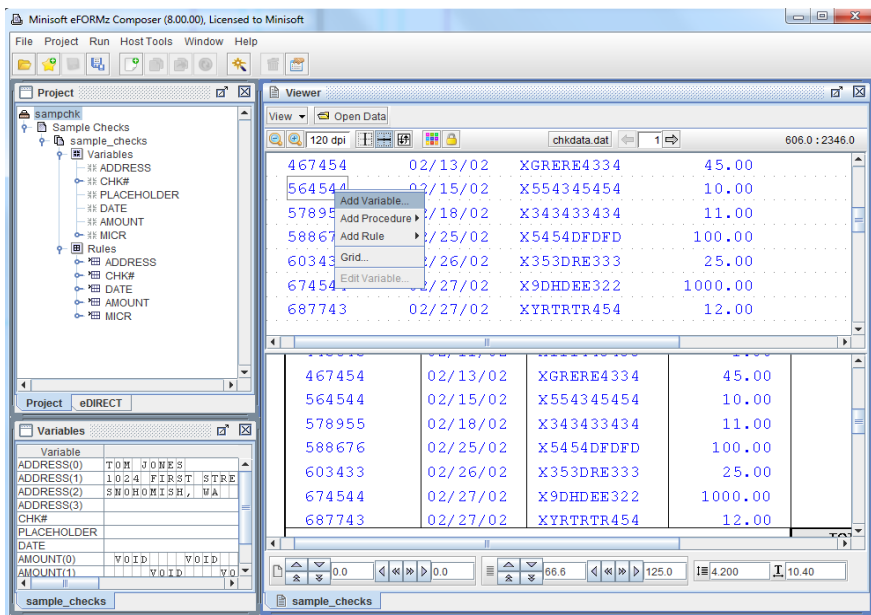 Minisoft eFORMz Composer (8.00.00), Licensed to Minisoft
File Project Run Host Tools Window Help
Project
sampchk
Sample Checks
sample_checks
Variables
ADDRESS
CHK#
PLACEHOLDER
DATE
AMOUNT
MICR
Rules
ADDRESS
CHK#
DATE
AMOUNT
MICR
Project eDIRECT
Variables
Variable
ADDRESS(0) TOM JONES
ADDRESS(1) 1024 FIRST STRE
ADDRESS(2) SNOHOMISH, WA
ADDRESS(3)
CHK#
PLACEHOLDER
DATE
AMOUNT(0) VOID VOID
AMOUNT(1) VOID VO
sample_checks
Viewer
View Open Data
120 dpi chkdata.dat 1 606.0 : 2346.0
467454 02/13/02 XGRERE4334 45.00
564544 02/15/02 X554345454 10.00
57895 2/18/02 X343433434 11.00
5886 2/25/02 X5454DFDFD 100.00
60343 2/26/02 X353DRE333 25.00
67454 02/27/02 X9DHDEE322 1000.00
687743 02/27/02 XYRTRTR454 12.00
Add Variable...
Add Procedure
Add Rule
Grid...
Edit Variable...
467454 02/13/02 XGRERE4334 45.00
564544 02/15/02 X554345454 10.00
578955 02/18/02 X343433434 11.00
588676 02/25/02 X5454DFDFD 100.00
603433 02/26/02 X353DRE333 25.00
674544 02/27/02 X9DHDEE322 1000.00
687743 02/27/02 XYRTRTR454 12.00
0.0 0.0 66.6 125.0 4.200 10.40
sample_checks